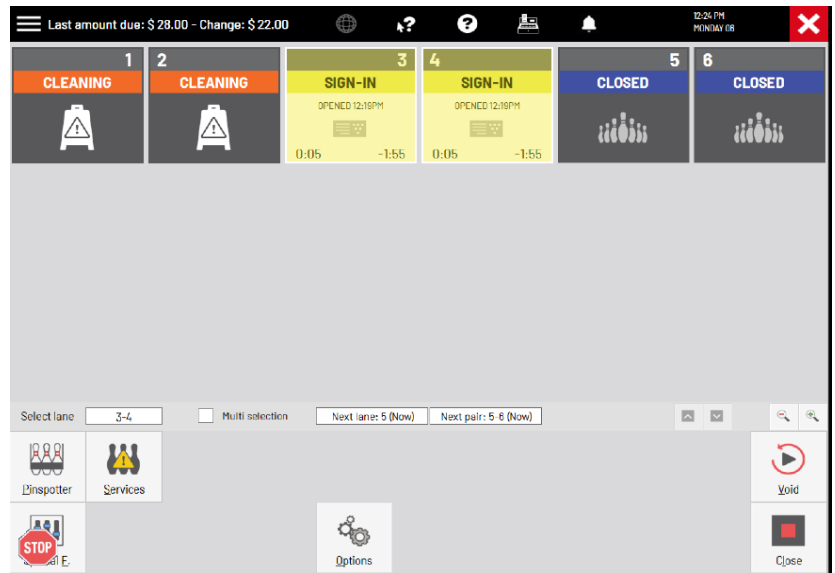 Last amount due: $ 28.00 - Change: $ 22.00
?
?
12:24 PM
MONDAY 08
1
CLEANING
2
CLEANING
3
SIGN-IN
OPENED 12:19PM
0:05 -1:55
4
SIGN-IN
OPENED 12:19PM
0:05 -1:55
5
CLOSED
6
CLOSED
Select lane 3-4 Multi selection Next lane: 5 (Now) Next pair: 5-6 (Now)
Pinspotter Services Void
STOP
E.
Options Close